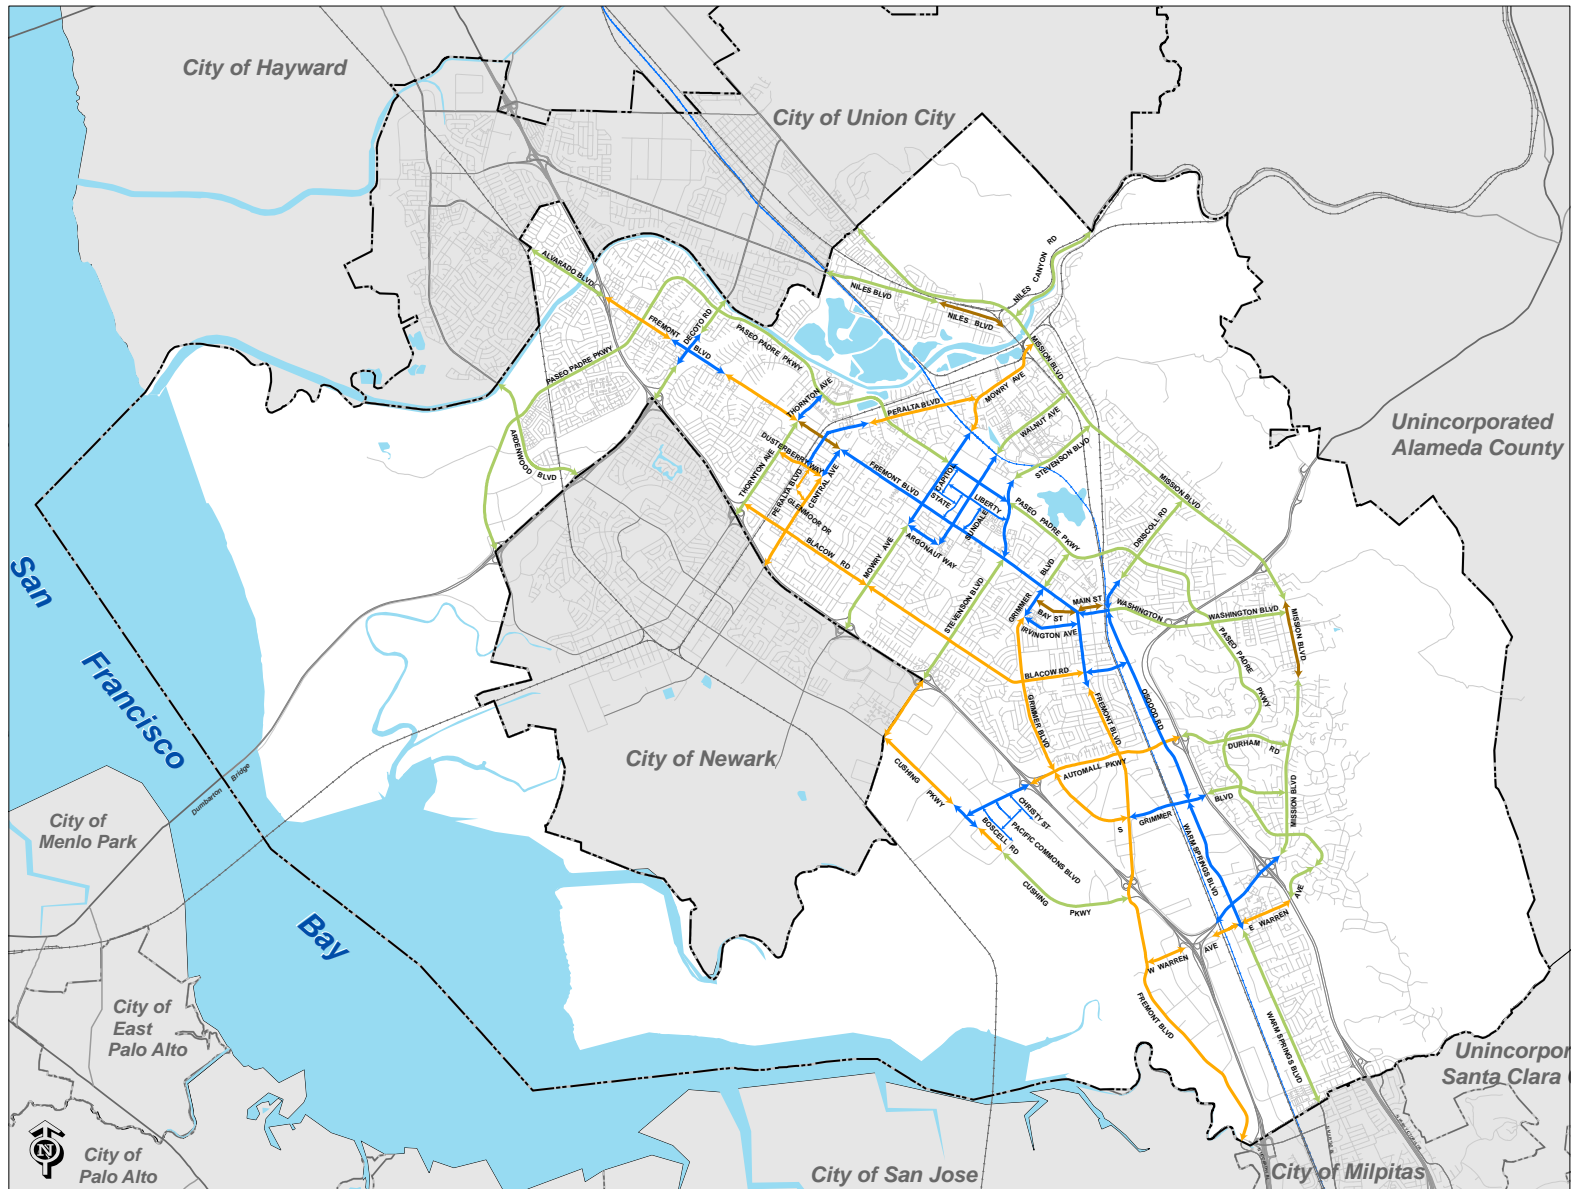 City of Hayward
City of Union City
NILES CANYON RD
ALVARADO BLVD
NILES BLVD
NILES BLVD
FREMONT BLVD
DECOTO RD
PASEO PADRE PKWY
MISSION BLVD
PASEO PADRE PKWY
THORNTON AVE
MOWRY AVE
PERALTA BLVD
WALNUT AVE
Unincorporated
Alameda County
ARDENWOOD BLVD
DUSTERBERRY WAY
THORNTON AVE
PERALTA BLVD
CENTRAL AVE
GLENMOOR DR
FREMONT BLVD
CAPITOL
STATE
LIBERTY
SUNDALE
STEVENSON BLVD
MISSION BLVD
PASEO PADRE PKWY
DRISCOLL RD
ARGONAUT WAY
BLACOW RD
MOWRY AVE
STEVENSON BLVD
GRIMMER BLVD
MAIN ST
BAY ST
IRVINGTON AVE
WASHINGTON
WASHINGTON BLVD
MISSION BLVD
PASEO PADRE PKWY
San
Francisco
Bay
BLACOW RD
GRIMMER BLVD
FREMONT BLVD
OSGOOD RD
DURHAM RD
City of Newark
Dumbarton Bridge
AUTOMALL PKWY
CUSHING PKWY
CHRISTY ST
BOSCELL RD
PACIFIC COMMONS BLVD
S GRIMMER BLVD
MISSION BLVD
WARM SPRINGS BLVD
CUSHING PKWY
City of
Menlo Park
W WARREN AVE
E WARREN AVE
FREMONT BLVD
WARM SPRINGS BLVD
City of
East
Palo Alto
Unincorpor
Santa Clara
N
City of
Palo Alto
City of San Jose
City of Milpitas